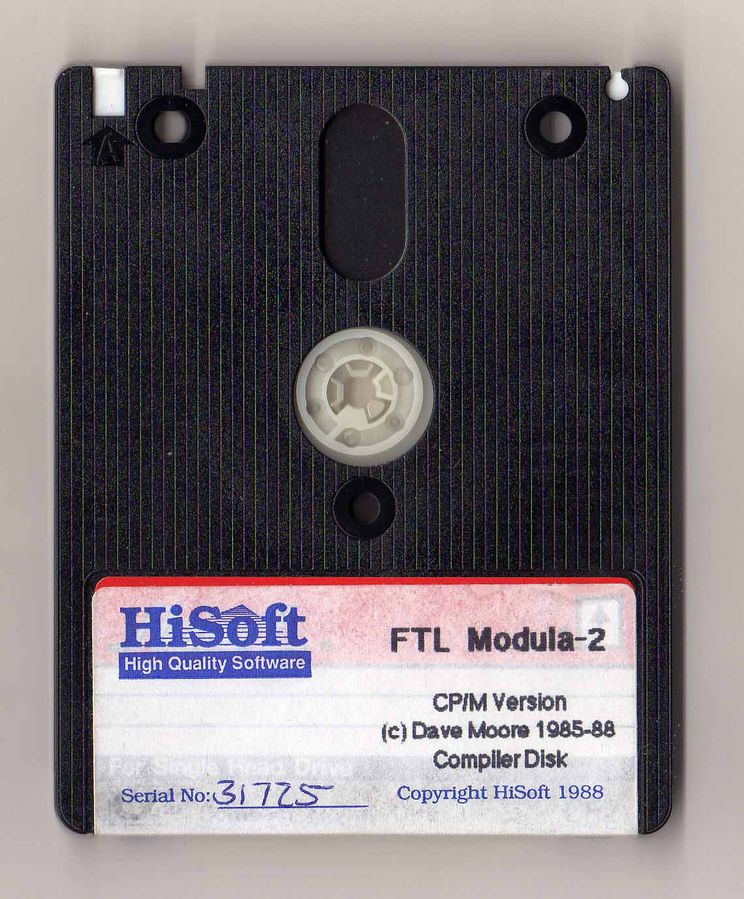 A
HiSoft
High Quality Software
FTL Modula-2
CP/M Version
(c) Dave Moore 1985-88
Compiler Disk
For Single Head Drive
Serial No: 31725
Copyright HiSoft 1988